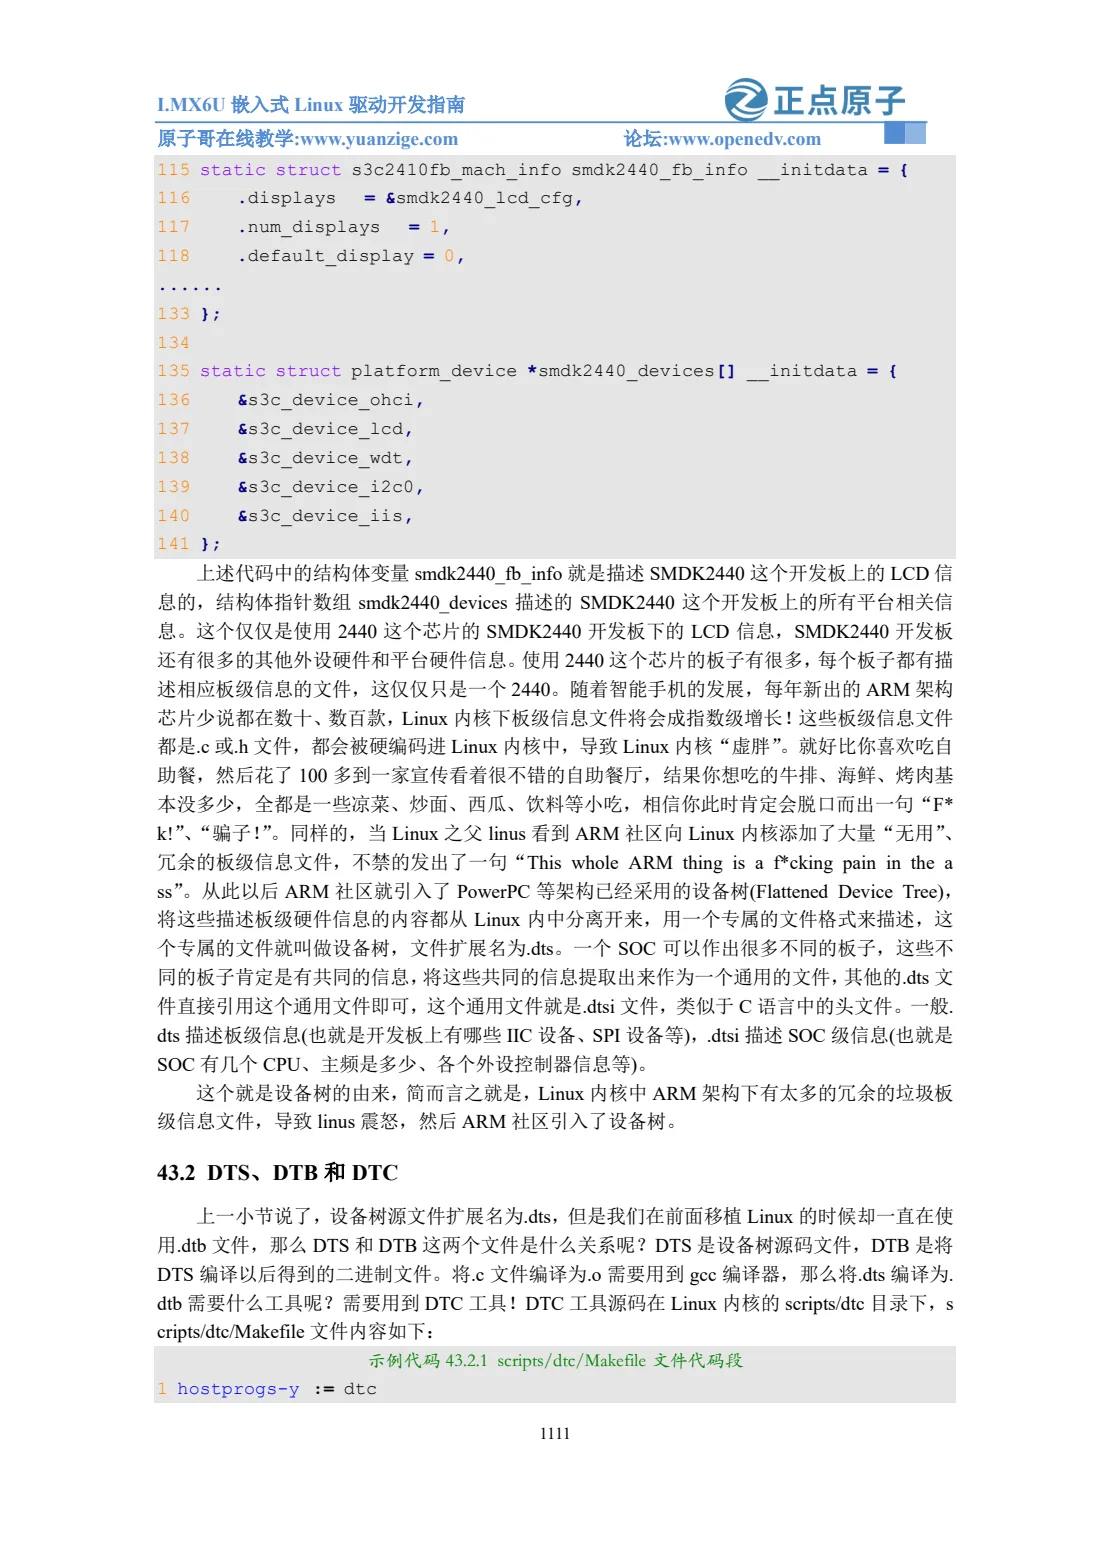 I.MX6U 嵌入式 Linux 驱动开发指南
正点原子
原子哥在线教学:www.yuanzige.com 论坛:www.openedv.com
115 static struct s3c2410fb_mach_info smdk2440_fb_info __initdata = {
116 .displays = &smdk2440_lcd_cfg,
117 .num_displays = 1,
118 .default_display = 0,
......
133 };
134
135 static struct platform_device *smdk2440_devices[] __initdata = {
136 &s3c_device_ohci,
137 &s3c_device_lcd,
138 &s3c_device_wdt,
139 &s3c_device_i2c0,
140 &s3c_device_iis,
141 };
上述代码中的结构体变量 smdk2440_fb_info 就是描述 SMDK2440 这个开发板上的 LCD 信
息的，结构体指针数组 smdk2440_devices 描述的 SMDK2440 这个开发板上的所有平台相关信
息。这个仅仅是使用 2440 这个芯片的 SMDK2440 开发板下的 LCD 信息，SMDK2440 开发板
还有很多的其他外设硬件和平台硬件信息。使用 2440 这个芯片的板子有很多，每个板子都有描
述相应板级信息的文件，这仅仅只是一个 2440。随着智能手机的发展，每年新出的 ARM 架构
芯片少说都在数十、数百款，Linux 内核下板级信息文件将会成指数级增长！这些板级信息文件
都是.c 或.h 文件，都会被硬编码进 Linux 内核中，导致 Linux 内核“虚胖”。就好比你喜欢吃自
助餐，然后花了 100 多到一家宣传看着很不错的自助餐厅，结果你想吃的牛排、海鲜、烤肉基
本没多少，全都是一些凉菜、炒面、西瓜、饮料等小吃，相信你此时肯定会脱口而出一句“F*
k!”、“骗子!”。同样的，当 Linux 之父 linus 看到 ARM 社区向 Linux 内核添加了大量“无用”、
冗余的板级信息文件，不禁的发出了一句“This whole ARM thing is a f*cking pain in the a
ss”。从此以后 ARM 社区就引入了 PowerPC 等架构已经采用的设备树(Flattened Device Tree)，
将这些描述板级硬件信息的内容都从 Linux 内中分离开来，用一个专属的文件格式来描述，这
个专属的文件就叫做设备树，文件扩展名为.dts。一个 SOC 可以作出很多不同的板子，这些不
同的板子肯定是有共同的信息，将这些共同的信息提取出来作为一个通用的文件，其他的.dts 文
件直接引用这个通用文件即可，这个通用文件就是.dtsi 文件，类似于 C 语言中的头文件。一般.
dts 描述板级信息(也就是开发板上有哪些 IIC 设备、SPI 设备等)，.dtsi 描述 SOC 级信息(也就是
SOC 有几个 CPU、主频是多少、各个外设控制器信息等)。
这个就是设备树的由来，简而言之就是，Linux 内核中 ARM 架构下有太多的冗余的垃圾板
级信息文件，导致 linus 震怒，然后 ARM 社区引入了设备树。
43.2 DTS、DTB 和 DTC
上一小节说了，设备树源文件扩展名为.dts，但是我们在前面移植 Linux 的时候却一直在使
用.dtb 文件，那么 DTS 和 DTB 这两个文件是什么关系呢？DTS 是设备树源码文件，DTB 是将
DTS 编译以后得到的二进制文件。将.c 文件编译为.o 需要用到 gcc 编译器，那么将.dts 编译为.
dtb 需要什么工具呢？需要用到 DTC 工具！DTC 工具源码在 Linux 内核的 scripts/dtc 目录下，s
cripts/dtc/Makefile 文件内容如下：
示例代码 43.2.1 scripts/dtc/Makefile 文件代码段
1 hostprogs-y := dtc
1111